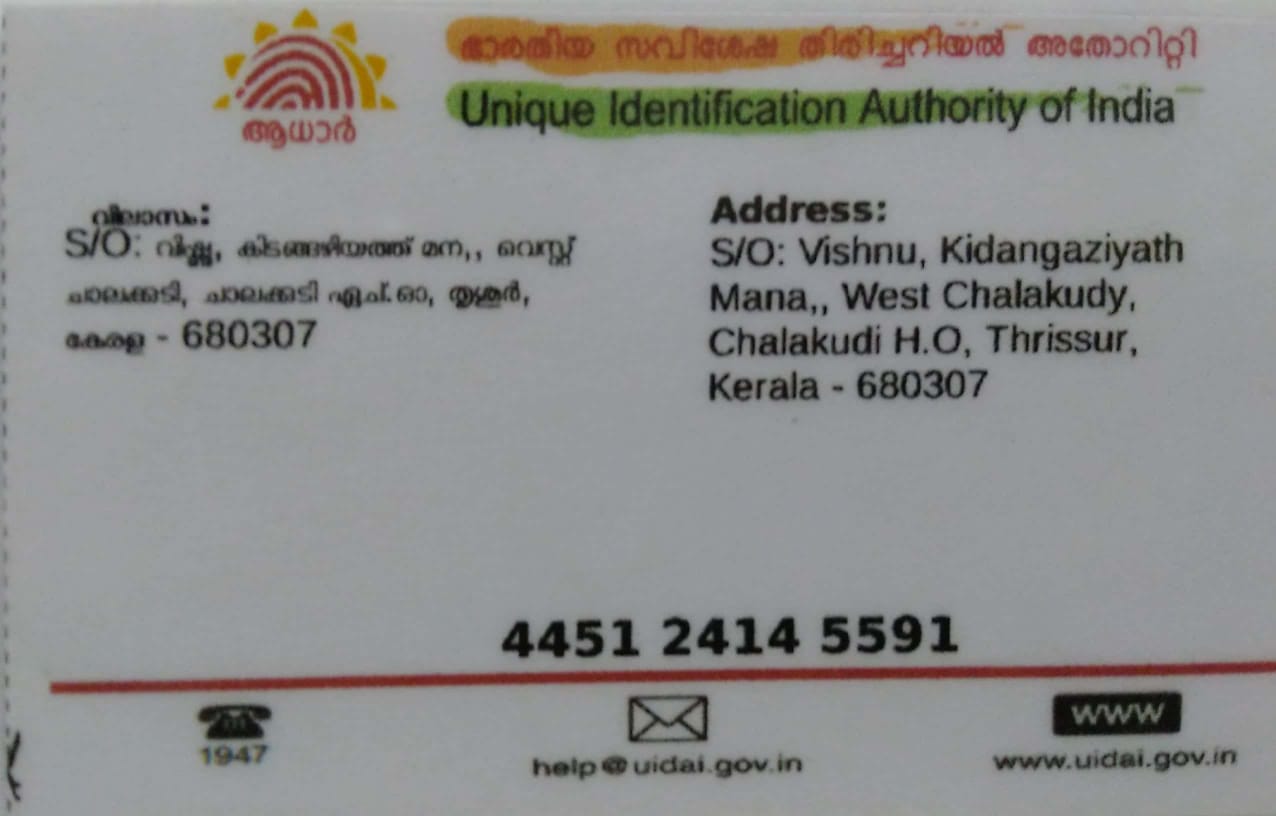 ഭാരതിയ സവിശേഷ തിരിച്ചറിയൽ അതോറിറ്റി
ആധാർ
Unique Identification Authority of India
വിലാസം:
S/O: വിഷ്ണു, കിടങ്ങഴിയത്ത് മന,, വെസ്റ്റ്
ചാലക്കുടി, ചാലക്കുടി എച്.ഓ, തൃശൂർ,
കേരള - 680307
Address:
S/O: Vishnu, Kidangaziyath
Mana,, West Chalakudy,
Chalakudi H.O, Thrissur,
Kerala - 680307
4451 2414 5591
1947
help@uidai.gov.in
WWW
www.uidai.gov.in